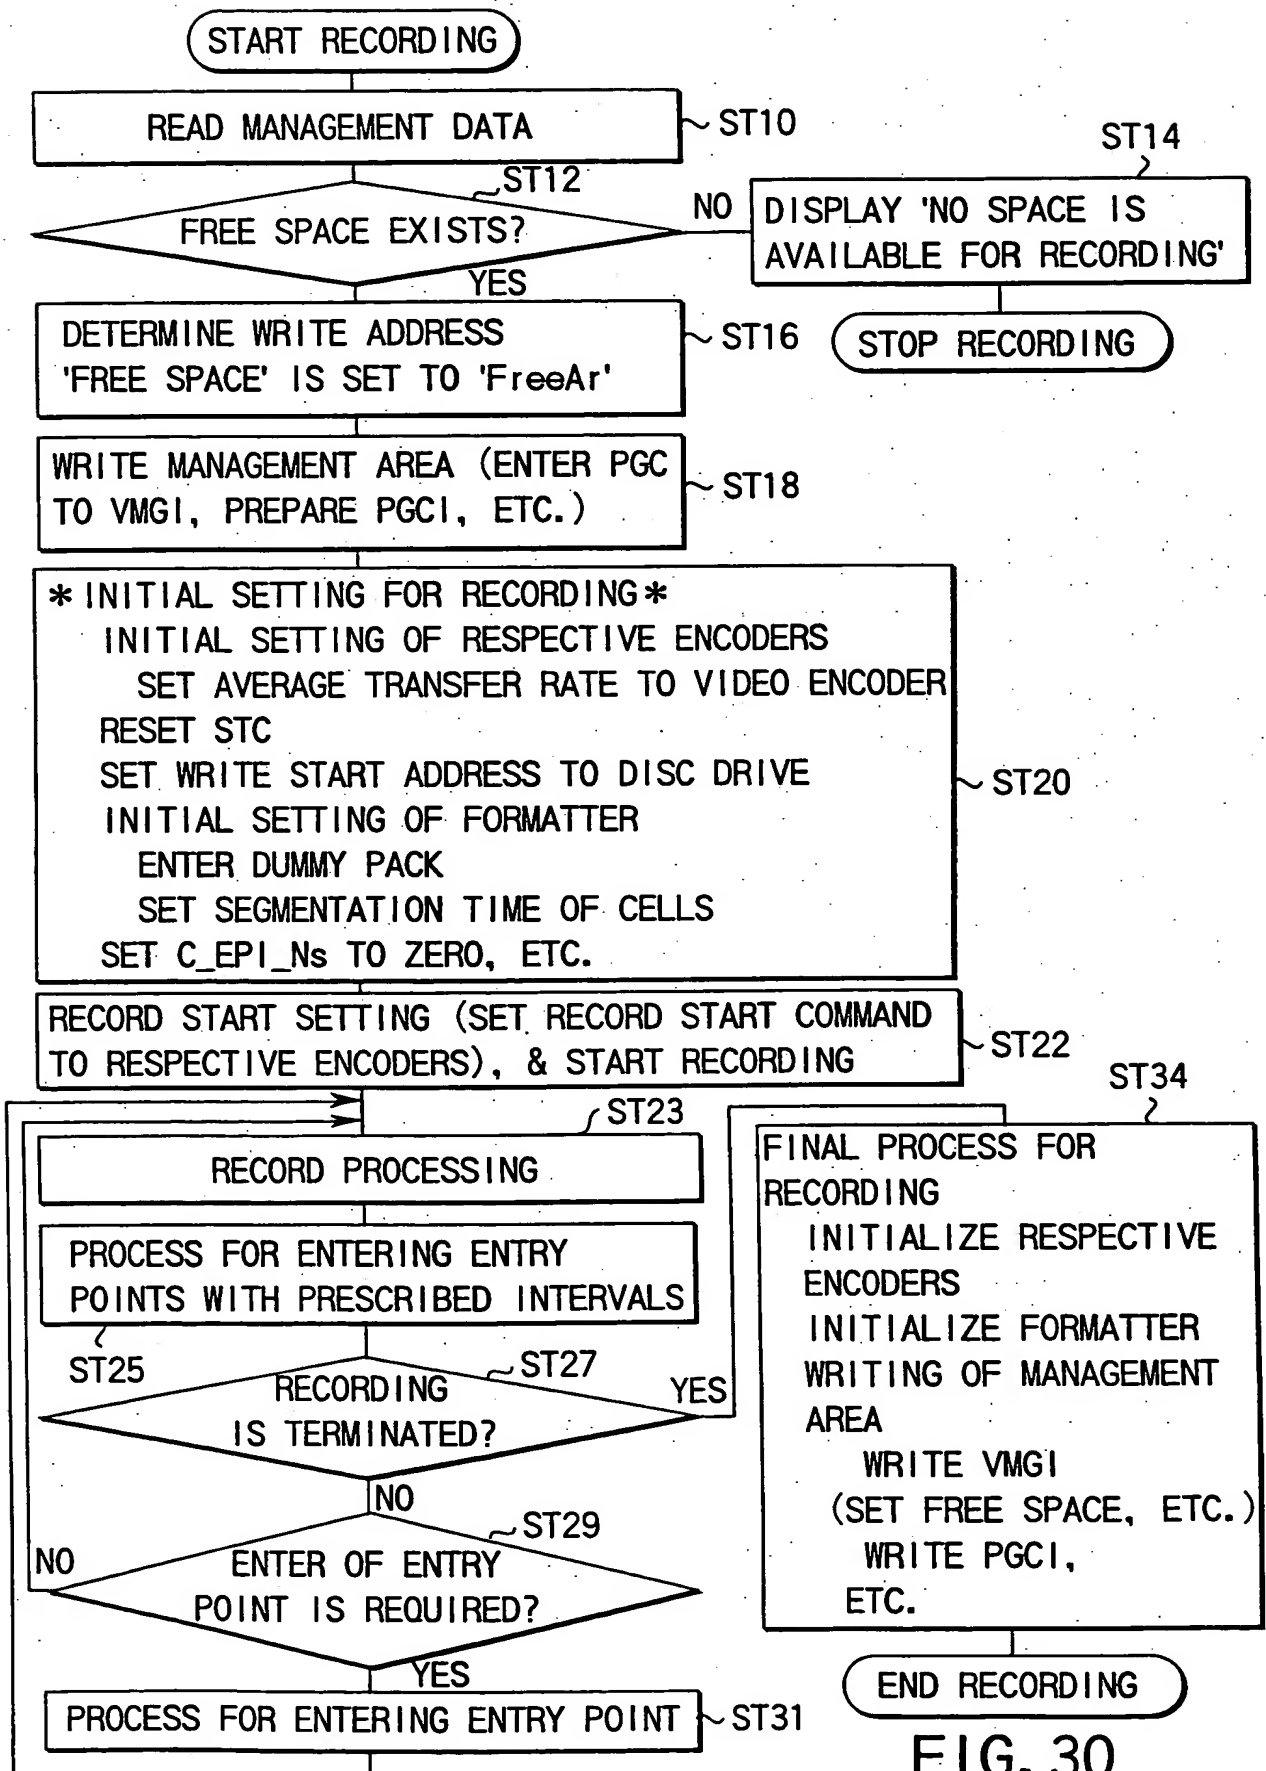 START RECORDING
READ MANAGEMENT DATA
ST10
ST12
FREE SPACE EXISTS?
NO
YES
ST14
DISPLAY 'NO SPACE IS
AVAILABLE FOR RECORDING'
STOP RECORDING
DETERMINE WRITE ADDRESS
'FREE SPACE' IS SET TO 'FreeAr'
ST16
WRITE MANAGEMENT AREA (ENTER PGC
TO VMGI, PREPARE PGCI, ETC.)
ST18
*INITIAL SETTING FOR RECORDING*
INITIAL SETTING OF RESPECTIVE ENCODERS
SET AVERAGE TRANSFER RATE TO VIDEO ENCODER
RESET STC
SET WRITE START ADDRESS TO DISC DRIVE
INITIAL SETTING OF FORMATTER
ENTER DUMMY PACK
SET SEGMENTATION TIME OF CELLS
SET C_EPI_Ns TO ZERO, ETC.
ST20
RECORD START SETTING (SET RECORD START COMMAND
TO RESPECTIVE ENCODERS), & START RECORDING
ST22
ST23
RECORD PROCESSING
PROCESS FOR ENTERING ENTRY
POINTS WITH PRESCRIBED INTERVALS
ST25
ST27
RECORDING
IS TERMINATED?
YES
NO
ST29
ENTER OF ENTRY
POINT IS REQUIRED?
NO
YES
PROCESS FOR ENTERING ENTRY POINT
ST31
ST34
FINAL PROCESS FOR
RECORDING
INITIALIZE RESPECTIVE
ENCODERS
INITIALIZE FORMATTER
WRITING OF MANAGEMENT
AREA
WRITE VMGI
(SET FREE SPACE, ETC.)
WRITE PGCI,
ETC.
END RECORDING
FIG. 30